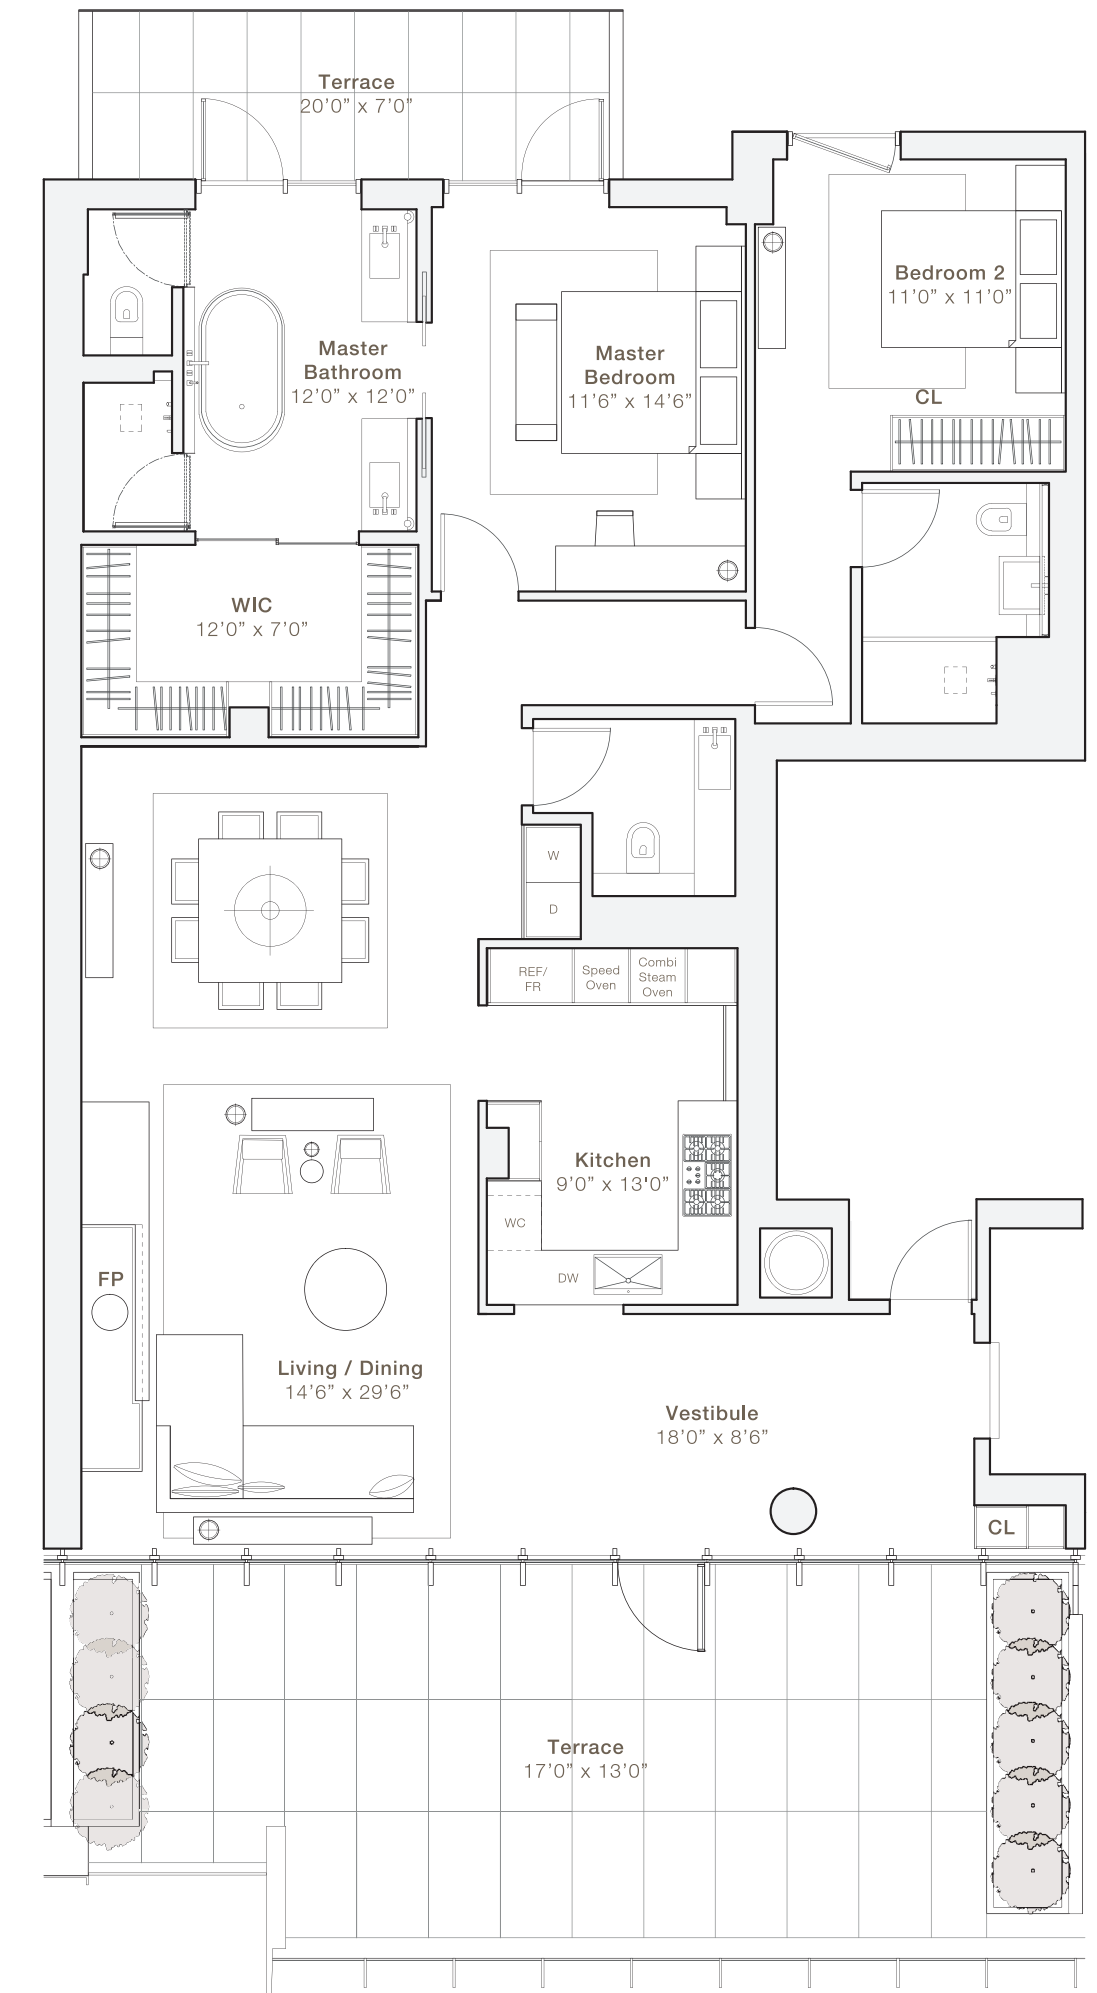 Terrace
20’0” x 7’0”
Bedroom 2
11’0” x 11’0”
Master
Bathroom
12’0” x 12’0”
Master
Bedroom
11’6” x 14’6”
CL
WIC
12’0” x 7’0”
W
D
REF/
FR
Speed
Oven
Combi
Steam
Oven
Kitchen
9’0” x 13’0”
WC
DW
FP
Living / Dining
14’6” x 29’6”
Vestibule
18’0” x 8’6”
CL
Terrace
17’0” x 13’0”